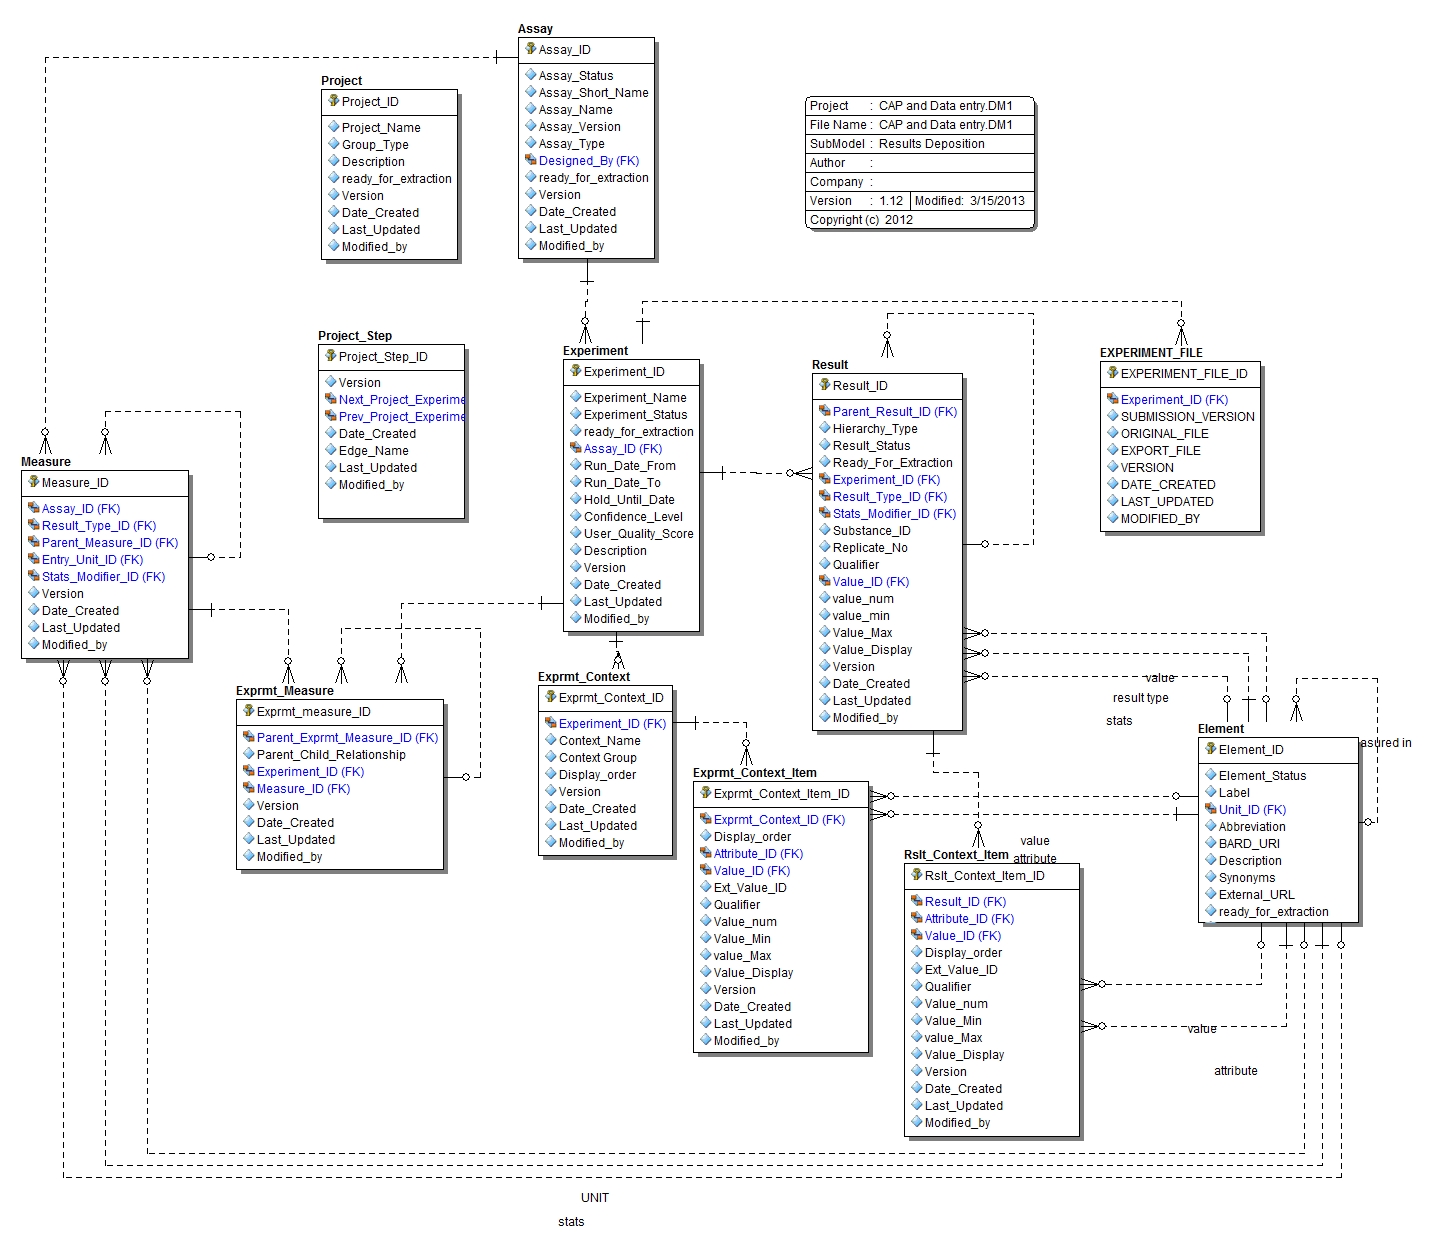 Assay
Assay_ID
Assay_Status
Assay_Short_Name
Assay_Name
Assay_Version
Assay_Type
Designed_By (FK)
ready_for_extraction
Version
Date_Created
Last_Updated
Modified_by
Project
Project_ID
Project_Name
Group_Type
Description
ready_for_extraction
Version
Date_Created
Last_Updated
Modified_by
Project : CAP and Data entry.DM1
File Name : CAP and Data entry.DM1
SubModel : Results Deposition
Author :
Company :
Version : 1.12 Modified: 3/15/2013
Copyright (c) 2012
Project_Step
Project_Step_ID
Version
Next_Project_Experime
Prev_Project_Experime
Date_Created
Edge_Name
Last_Updated
Modified_by
Experiment
Experiment_ID
Experiment_Name
Experiment_Status
ready_for_extraction
Assay_ID (FK)
Run_Date_From
Run_Date_To
Hold_Until_Date
Confidence_Level
User_Quality_Score
Description
Version
Date_Created
Last_Updated
Modified_by
Result
Result_ID
Parent_Result_ID (FK)
Hierarchy_Type
Result_Status
Ready_For_Extraction
Experiment_ID (FK)
Result_Type_ID (FK)
Stats_Modifier_ID (FK)
Substance_ID
Replicate_No
Qualifier
Value_ID (FK)
value_num
value_min
Value_Max
Value_Display
Version
Date_Created
Last_Updated
Modified_by
EXPERIMENT_FILE
EXPERIMENT_FILE_ID
Experiment_ID (FK)
SUBMISSION_VERSION
ORIGINAL_FILE
EXPORT_FILE
VERSION
DATE_CREATED
LAST_UPDATED
MODIFIED_BY
Measure
Measure_ID
Assay_ID (FK)
Result_Type_ID (FK)
Parent_Measure_ID (FK)
Entry_Unit_ID (FK)
Stats_Modifier_ID (FK)
Version
Date_Created
Last_Updated
Modified_by
Exprmt_Measure
Exprmt_measure_ID
Parent_Exprmt_Measure_ID (FK)
Parent_Child_Relationship
Experiment_ID (FK)
Measure_ID (FK)
Version
Date_Created
Last_Updated
Modified_by
Exprmt_Context
Exprmt_Context_ID
Experiment_ID (FK)
Context_Name
Context Group
Display_order
Version
Date_Created
Last_Updated
Modified_by
value
result type
stats
Element
asured in
Element_ID
Element_Status
Label
Unit_ID (FK)
Abbreviation
BARD_URI
Description
Synonyms
External_URL
ready_for_extraction
Exprmt_Context_Item
Exprmt_Context_Item_ID
Exprmt_Context_ID (FK)
Display_order
Attribute_ID (FK)
Value_ID (FK)
Ext_Value_ID
Qualifier
Value_num
Value_Min
value_Max
Value_Display
Version
Date_Created
Last_Updated
Modified_by
value
attribute
Rslt_Context_Item
Rslt_Context_Item_ID
Result_ID (FK)
Attribute_ID (FK)
Value_ID (FK)
Display_order
Ext_Value_ID
Qualifier
Value_num
Value_Min
value_Max
Value_Display
Version
Date_Created
Last_Updated
Modified_by
value
attribute
UNIT
stats